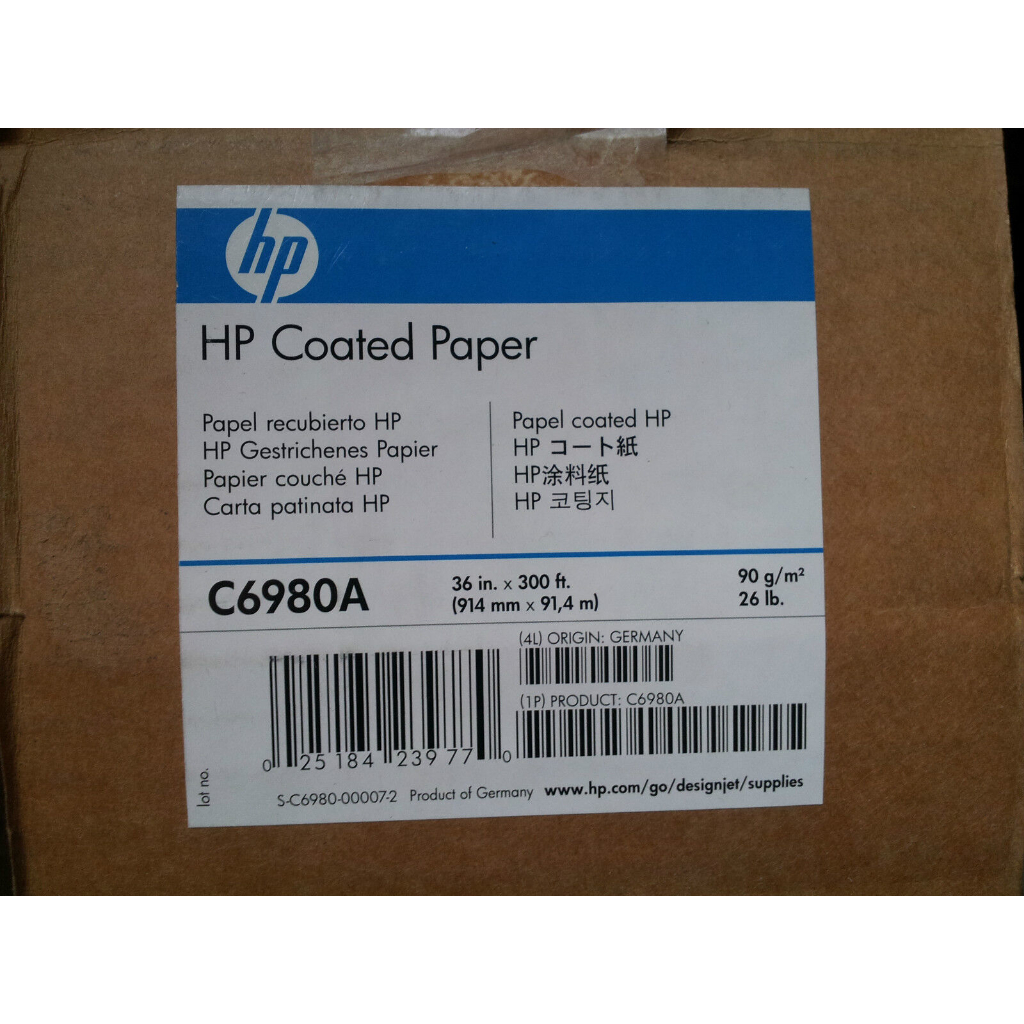 hp
HP Coated Paper
Papel recubierto HP
HP Gestrichenes Papier
Papier couché HP
Carta patinata HP
Papel coated HP
HP コート紙
HP涂料纸
HP 코팅지
C6980A
36 in. x 300 ft.
(914 mm x 91,4 m)
90 g/m²
26 lb.
(4L) ORIGIN: GERMANY
(1P) PRODUCT: C6980A
0 25184 23977 0
lot no.
S-C6980-00007-2 Product of Germany www.hp.com/go/designjet/supplies